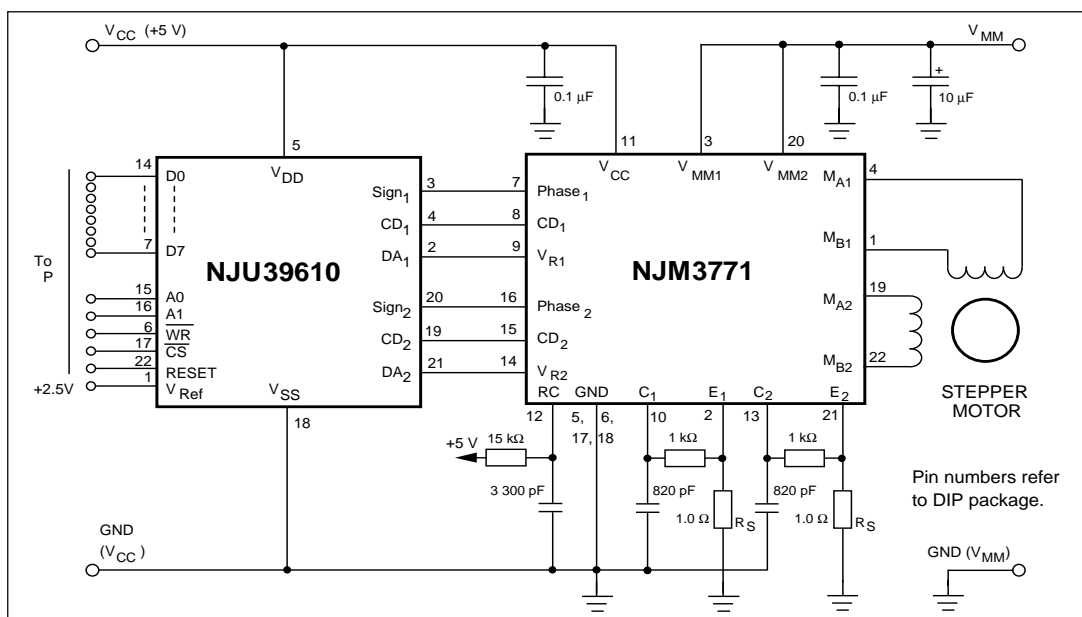 VCC (+5 V)
VMM
0.1 µF
0.1 µF
+
10 µF
5
11
3
20
14
D0
VDD
VCC
VMM1
VMM2
MA1
4
Sign1
3
7
Phase1
CD1
4
8
CD1
7
D7
DA1
2
9
VR1
MB1
1
To
P
NJU39610
NJM3771
15
A0
16
A1
6
WR
17
CS
22
RESET
+2.5V
1
VRef
Sign2
20
16
Phase2
CD2
19
15
CD2
DA2
21
14
VR2
MA2
19
MB2
22
VSS
18
RC
GND
C1
E1
C2
E2
12
5,
6,
17,
18
10
2
13
21
STEPPER
MOTOR
+5 V
15 kΩ
1 kΩ
1 kΩ
3 300 pF
820 pF
820 pF
1.0 Ω
RS
1.0 Ω
RS
Pin numbers refer
to DIP package.
GND
(VCC)
GND (VMM)